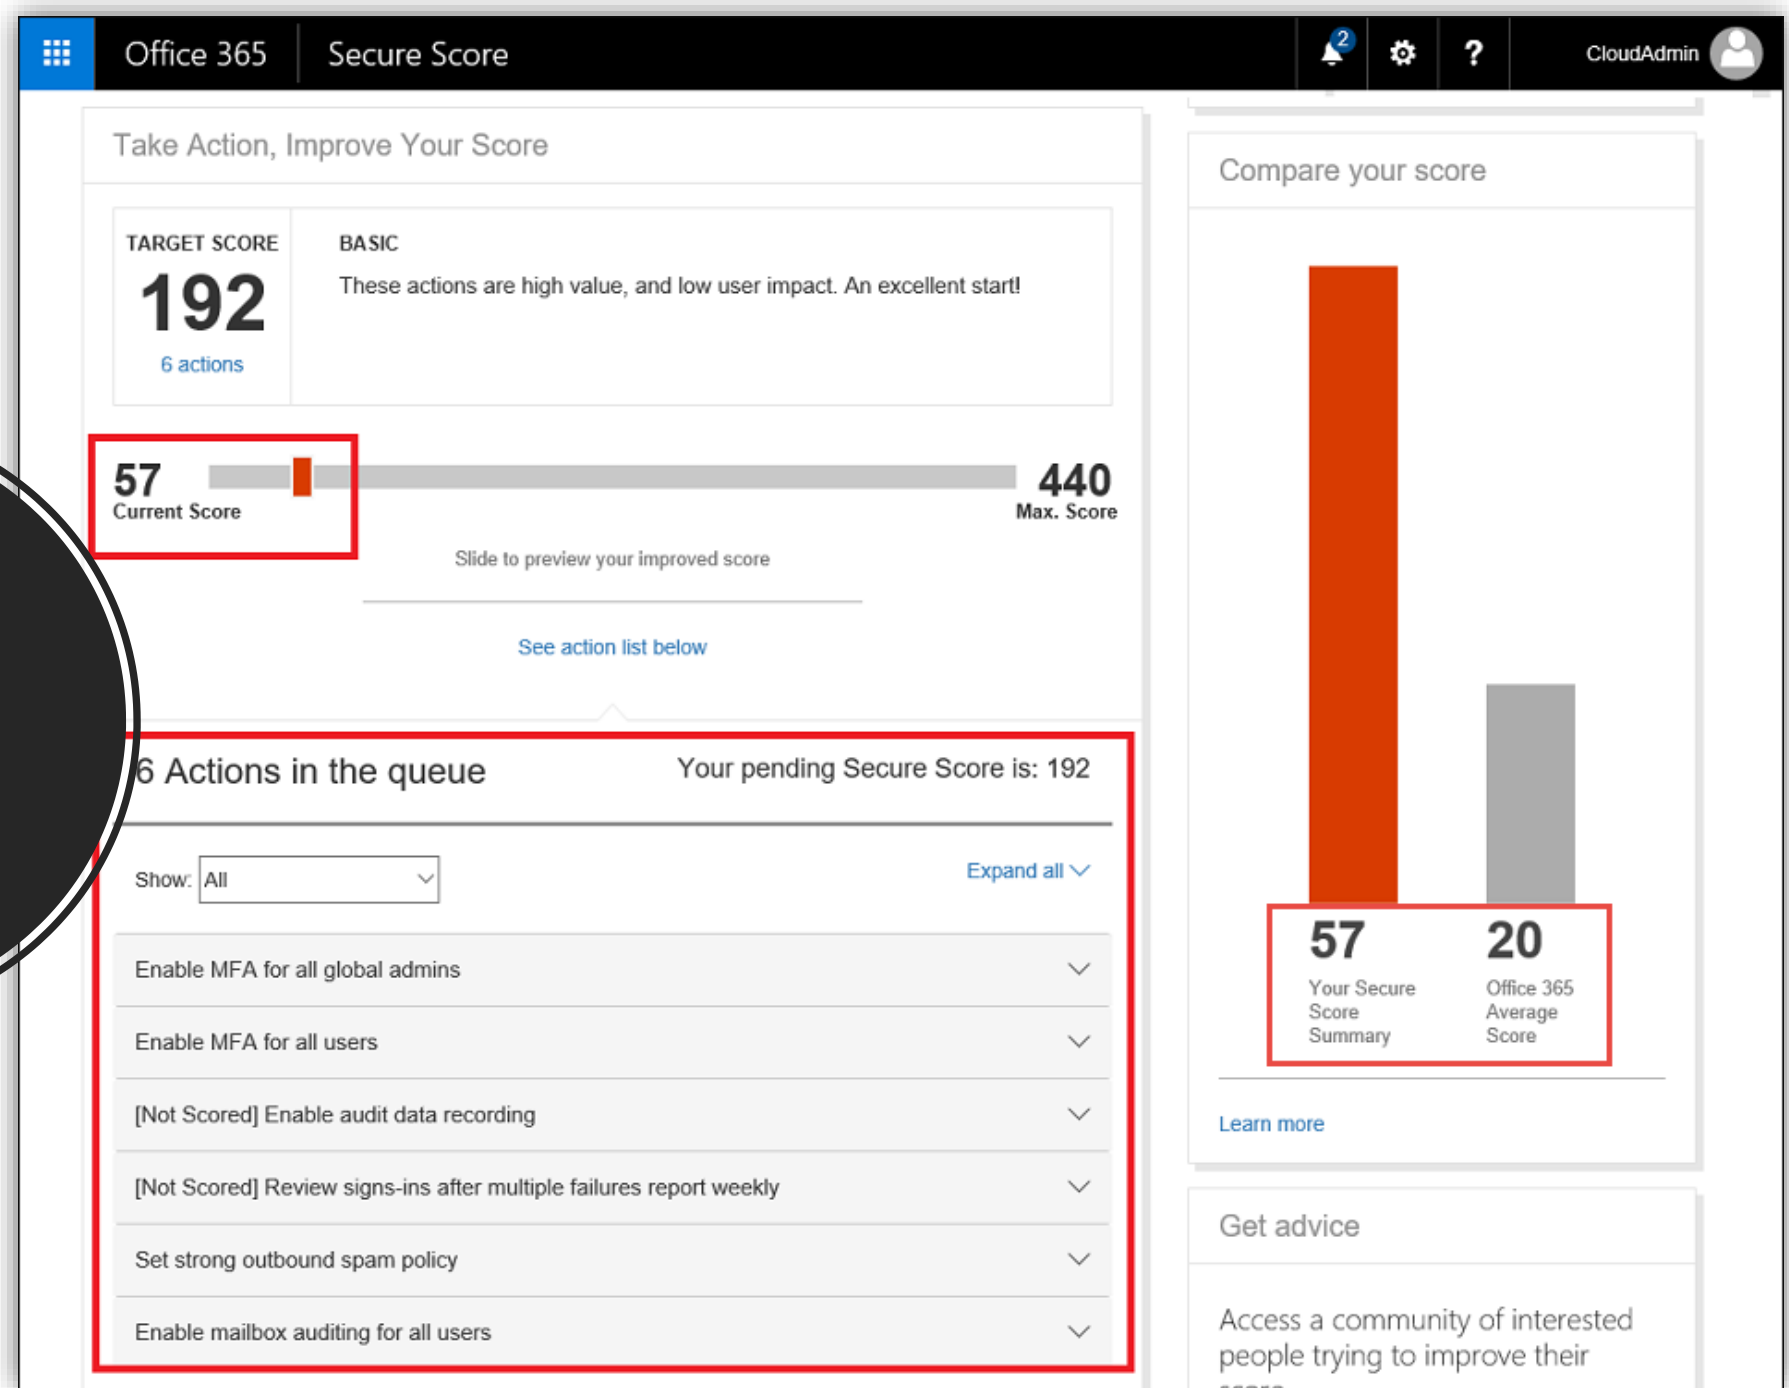 Office 365
Secure Score
2
?
CloudAdmin
Take Action, Improve Your Score
TARGET SCORE
192
6 actions
BASIC
These actions are high value, and low user impact. An excellent start!
57
Current Score
440
Max. Score
Slide to preview your improved score
See action list below
6 Actions in the queue
Your pending Secure Score is: 192
Show: All
Expand all
Enable MFA for all global admins
Enable MFA for all users
[Not Scored] Enable audit data recording
[Not Scored] Review signs-ins after multiple failures report weekly
Set strong outbound spam policy
Enable mailbox auditing for all users
Compare your score
57
Your Secure
Score
Summary
20
Office 365
Average
Score
Learn more
Get advice
Access a community of interested
people trying to improve their